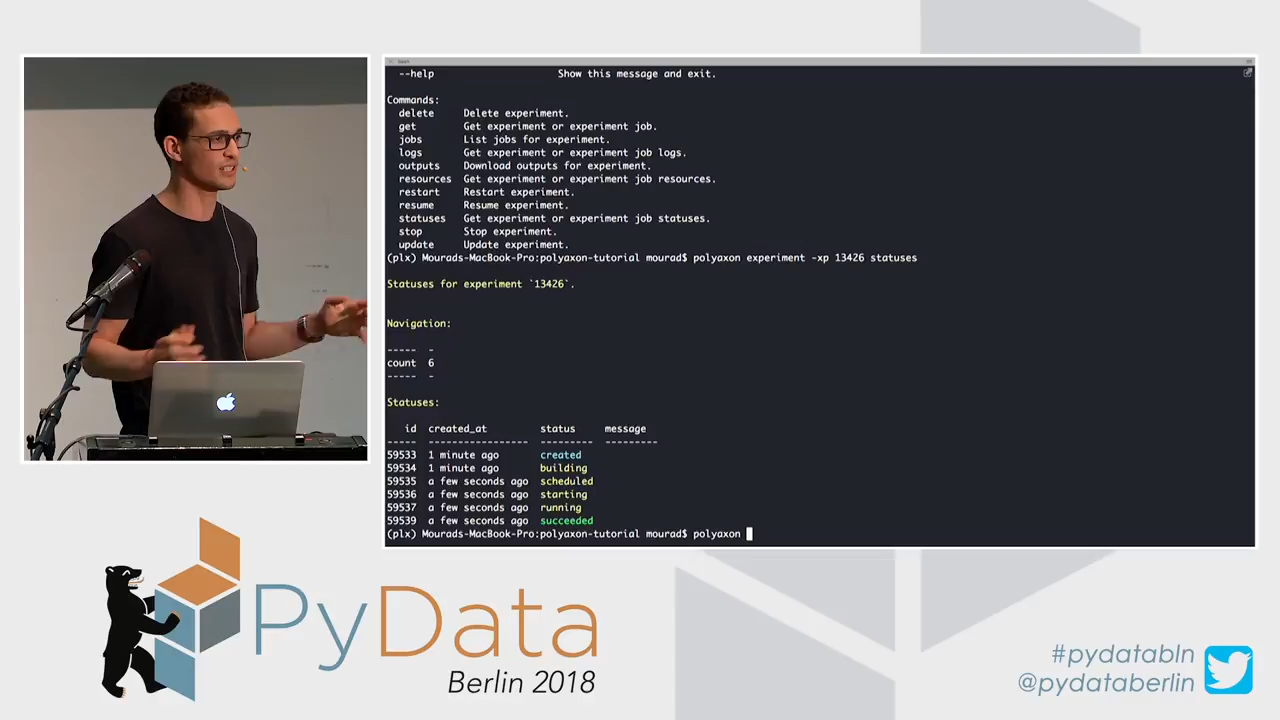 --help Show this message and exit.
Commands:
delete Delete experiment.
get Get experiment or experiment job.
jobs List jobs for experiment.
logs Get experiment or experiment job logs.
outputs Download outputs for experiment.
resources Get experiment or experiment job resources.
restart Restart experiment.
resume Resume experiment.
statuses Get experiment or experiment job statuses.
stop Stop experiment.
update Update experiment.
(plx) Mourads-MacBook-Pro:polyaxon-tutorial mourad$ polyaxon experiment -xp 13426 statuses
Statuses for experiment `13426`.
Navigation:
----- -
count 6
----- -
Statuses:
id created_at status message
----- ----------------- --------- ---------
59533 1 minute ago created
59534 1 minute ago building
59535 a few seconds ago scheduled
59536 a few seconds ago starting
59537 a few seconds ago running
59539 a few seconds ago succeeded
(plx) Mourads-MacBook-Pro:polyaxon-tutorial mourad$ polyaxon
PyData
Berlin 2018
#pydatabln
@pydataberlin